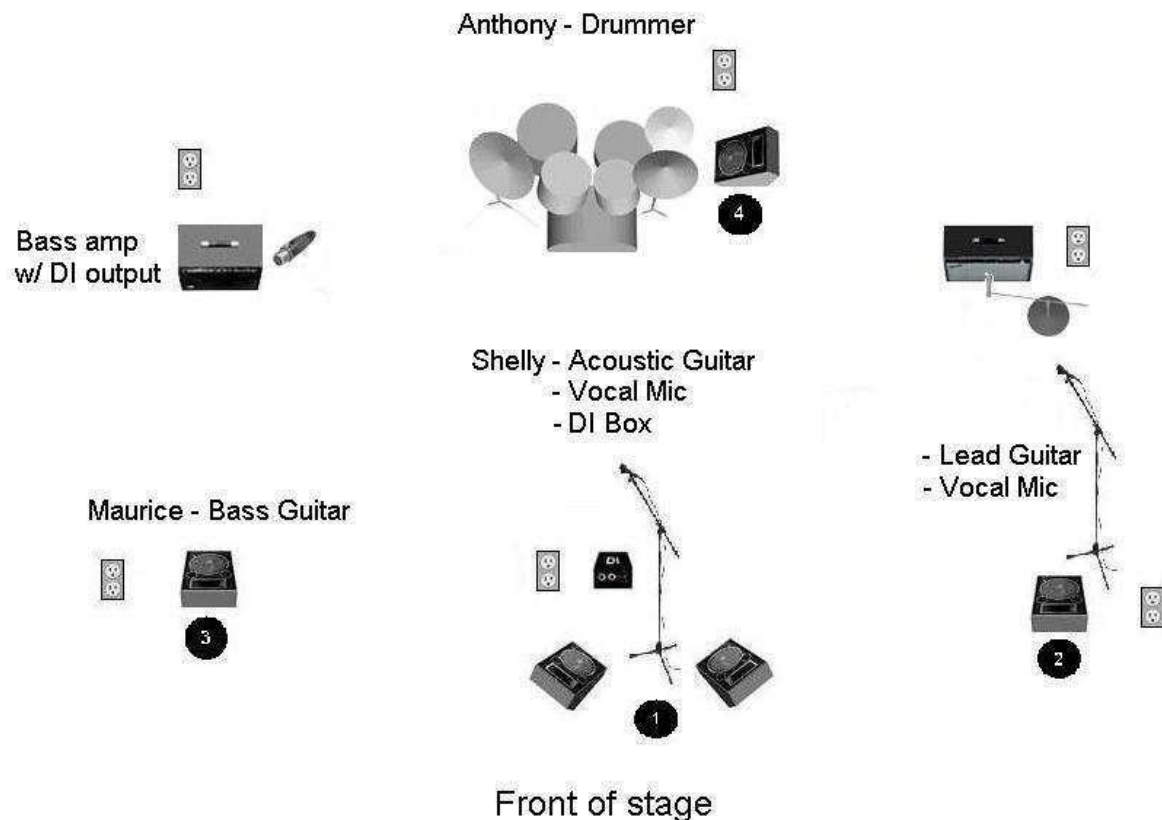 Anthony - Drummer
4
Bass amp
w/ DI output
Shelly - Acoustic Guitar
- Vocal Mic
- DI Box
- Lead Guitar
- Vocal Mic
Maurice - Bass Guitar
DI
3
2
1
Front of stage